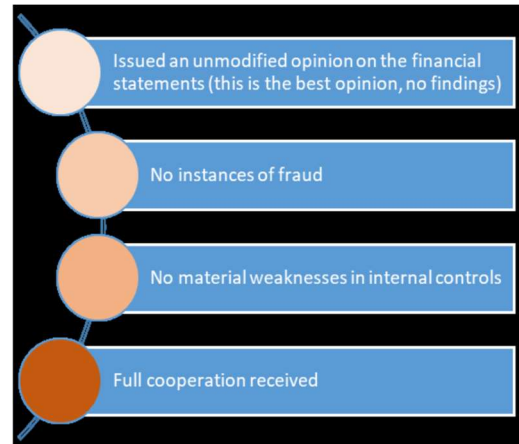 Issued an unmodified opinion on the financial
statements (this is the best opinion, no findings)
No instances of fraud
No material weaknesses in internal controls
Full cooperation received